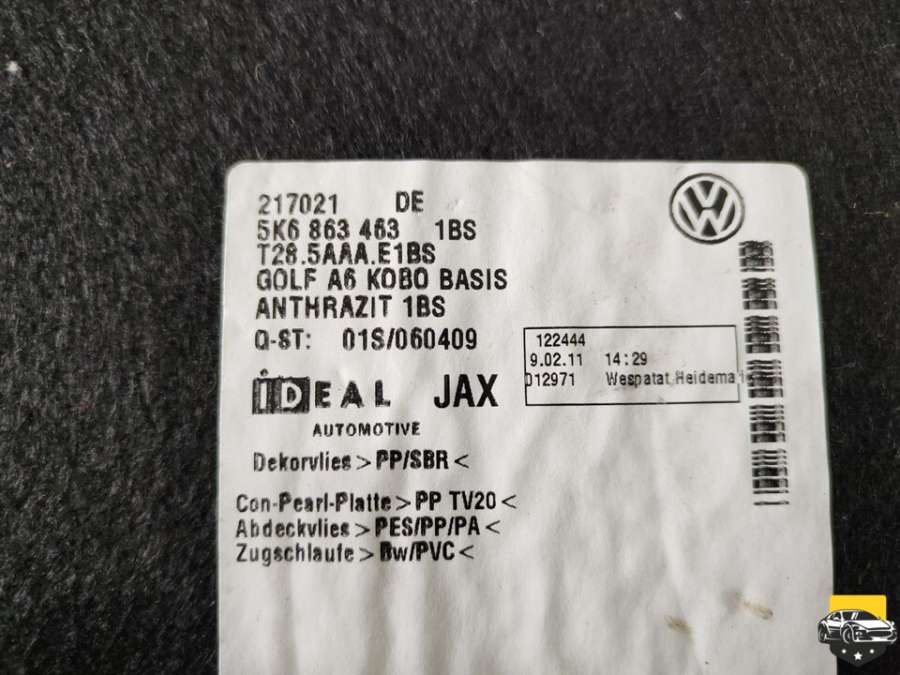 217021 DE
5K6 863 463 1BS
T28.5AAA.E1BS
GOLF A6 KOBO BASIS
ANTHRAZIT 1BS
Q-ST: 01S/060409
122444
9.02.11 14:29
D12971 Wespatat, Heidema
IDEAL JAX
AUTOMOTIVE
Dekorvlies >PP/SBR<
Con-Pearl-Platte >PP TV20<
Abdeckvlies >PES/PP/PA<
Zugschlaufe >Bw/PVC<